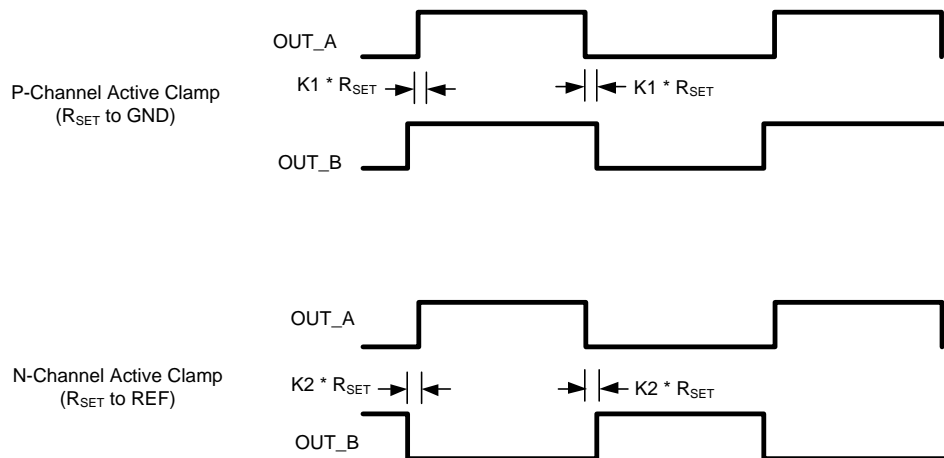 OUT_A
K1 * RSET
K1 * RSET
P-Channel Active Clamp
(RSET to GND)
OUT_B
OUT_A
N-Channel Active Clamp
(RSET to REF)
K2 * RSET
K2 * RSET
OUT_B